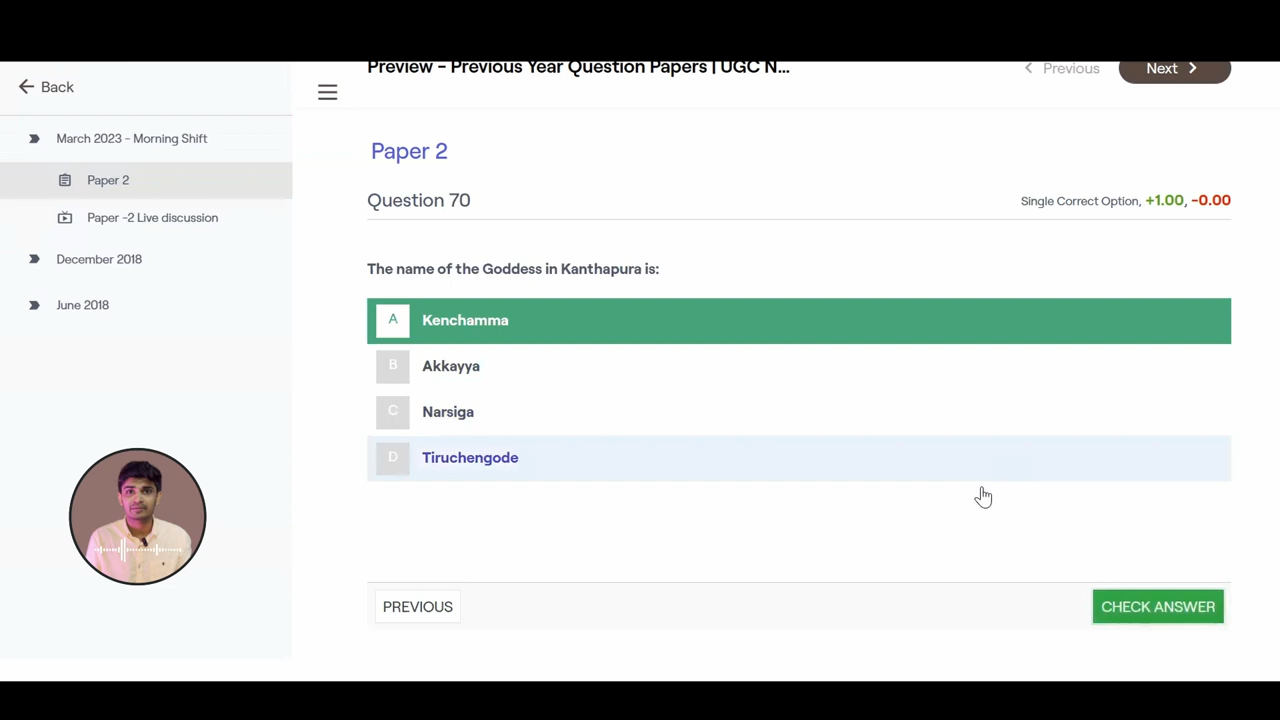 Preview - Previous Year Question Papers | UGC N...
Previous
Next
Back
March 2023 - Morning Shift
Paper 2
Paper -2 Live discussion
December 2018
June 2018
Paper 2
Question 70
Single Correct Option, +1.00, -0.00
The name of the Goddess in Kanthapura is:
A Kenchamma
B Akkayya
C Narsiga
D Tiruchengode
PREVIOUS
CHECK ANSWER